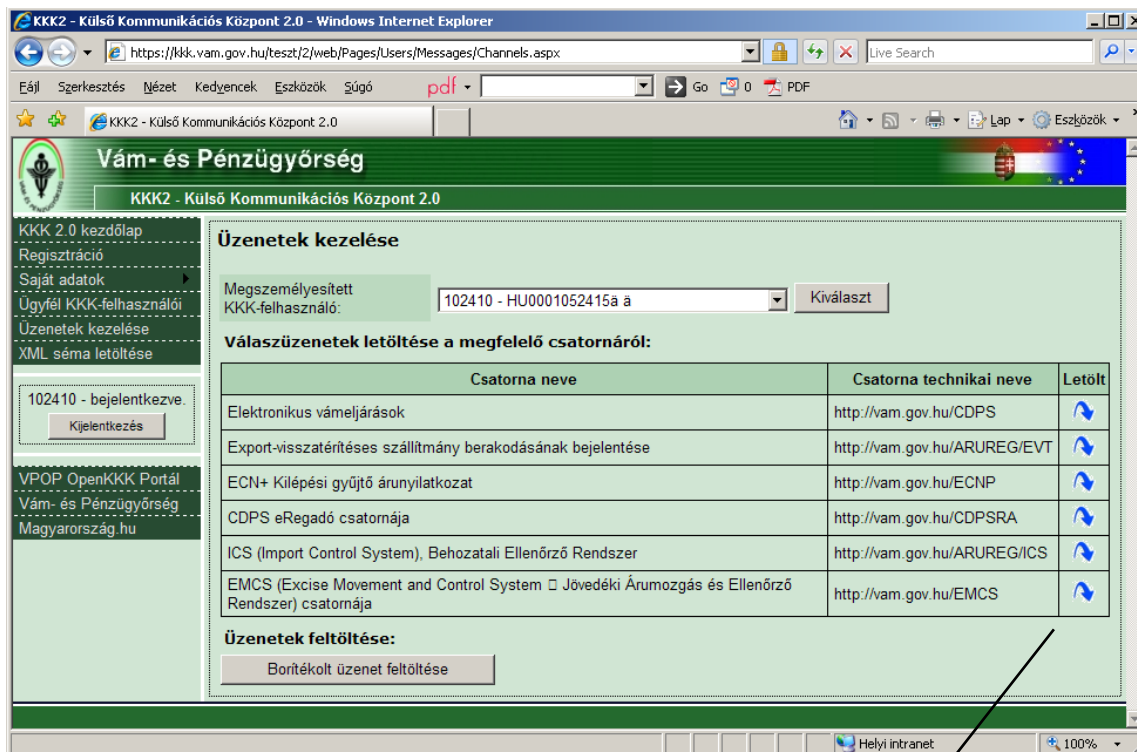 KKK2 - Külső Kommunikációs Központ 2.0 - Windows Internet Explorer
https://kkk.vam.gov.hu/teszt/2/web/Pages/Users/Messages/Channels.aspx
Live Search
Fájl Szerkesztés Nézet Kedvencek Eszközök Súgó pdf Go 0 PDF
KKK2 - Külső Kommunikációs Központ 2.0
Lap Eszközök
Vám- és Pénzügyőrség
KKK2 - Külső Kommunikációs Központ 2.0
KKK 2.0 kezdőlap
Regisztráció
Saját adatok
Ügyfél KKK-felhasználói
Üzenetek kezelése
XML séma letöltése
102410 - bejelentkezve.
Kijelentkezés
VPOP OpenKKK Portál
Vám- és Pénzügyőrség
Magyarország.hu
Üzenetek kezelése
Megszemélyesített
KKK-felhasználó:
102410 - HU0001052415ä ä
Kiválaszt
Válaszüzenetek letöltése a megfelelő csatornáról:
Csatorna neve Csatorna technikai neve Letölt
Elektronikus vámeljárások http://vam.gov.hu/CDPS
Export-visszatérítéses szállítmány berakodásának bejelentése http://vam.gov.hu/ARUREG/EVT
ECN+ Kilépési gyűjtő árunyilatkozat http://vam.gov.hu/ECNP
CDPS eRegadó csatornája http://vam.gov.hu/CDPSRA
ICS (Import Control System), Behozatali Ellenőrző Rendszer http://vam.gov.hu/ARUREG/ICS
EMCS (Excise Movement and Control System □ Jövedéki Árumozgás és Ellenőrző
Rendszer) csatornája http://vam.gov.hu/EMCS
Üzenetek feltöltése:
Borítékolt üzenet feltöltése
Helyi intranet 100%